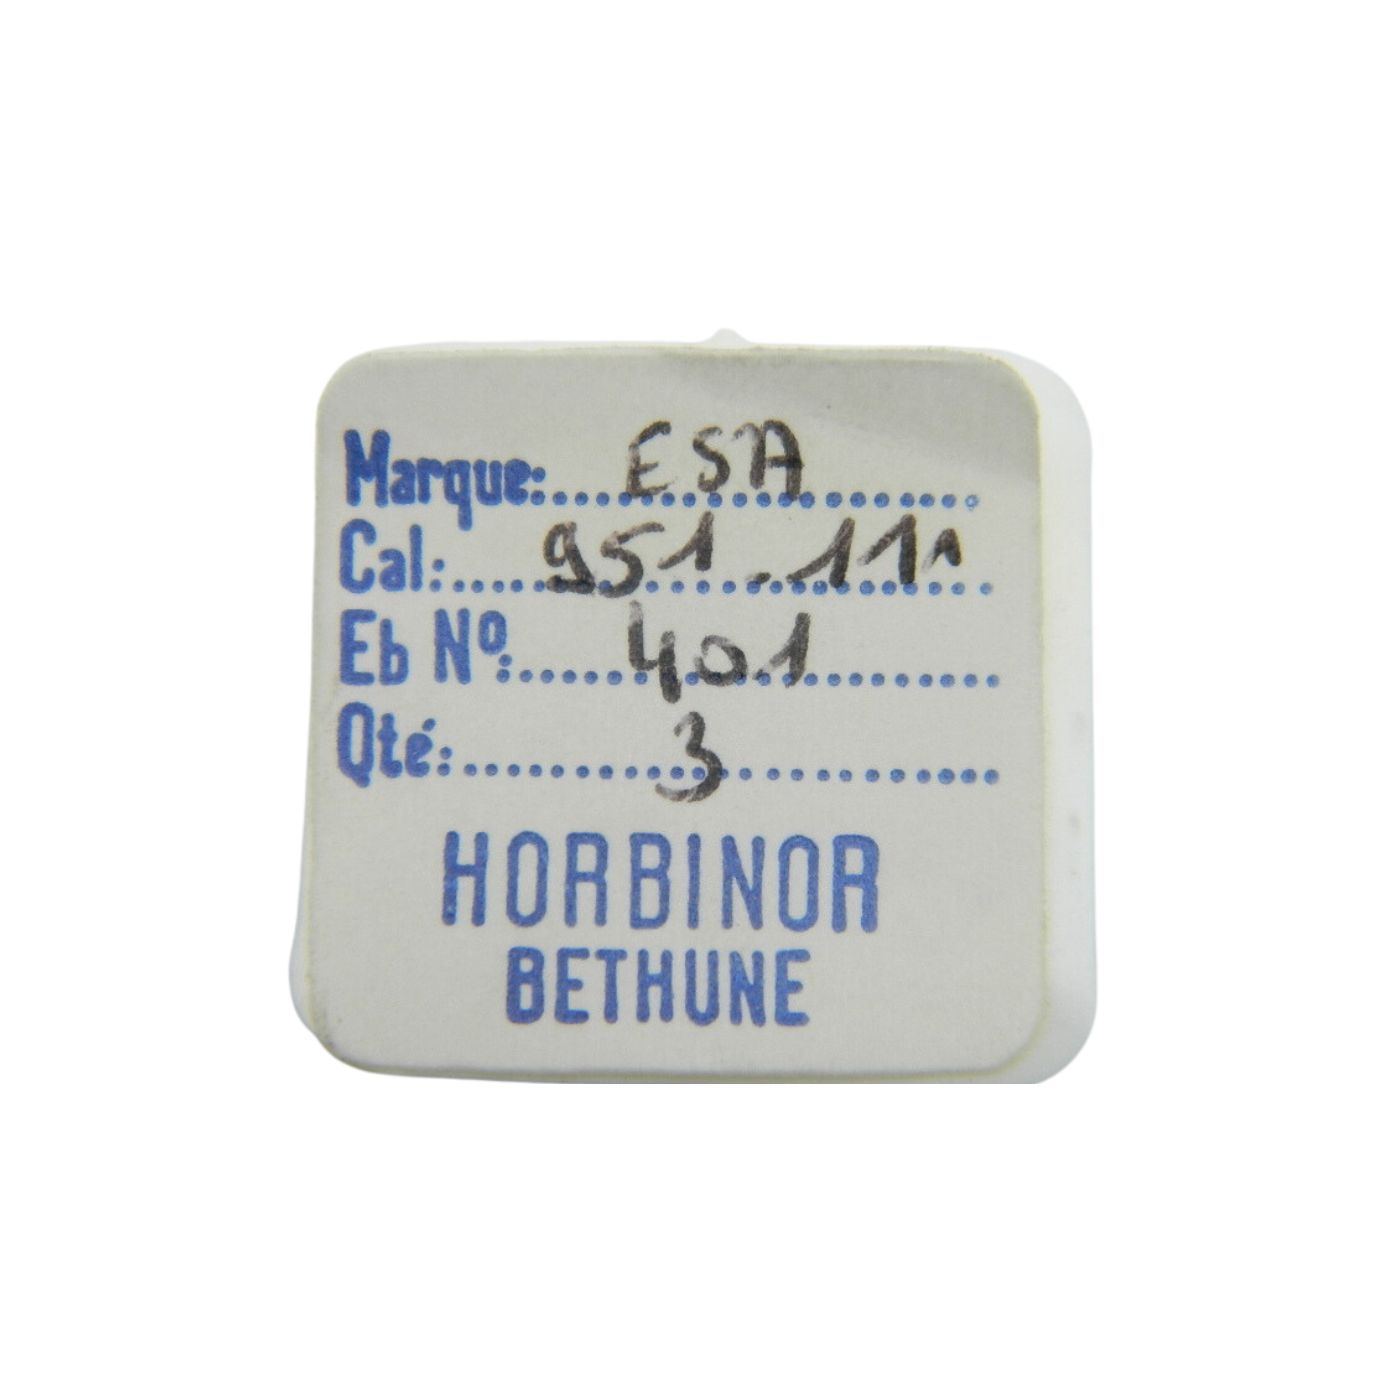 Marque: ESA
Cal: 951.111
Eb Nº: 401
Qté: 3
HORBINOR
BETHUNE